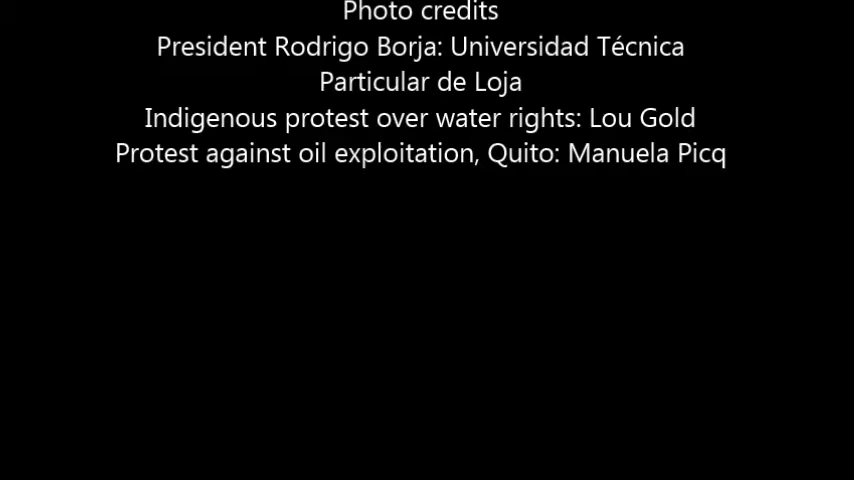 Photo credits
President Rodrigo Borja: Universidad Técnica
Particular de Loja
Indigenous protest over water rights: Lou Gold
Protest against oil exploitation, Quito: Manuela Picq